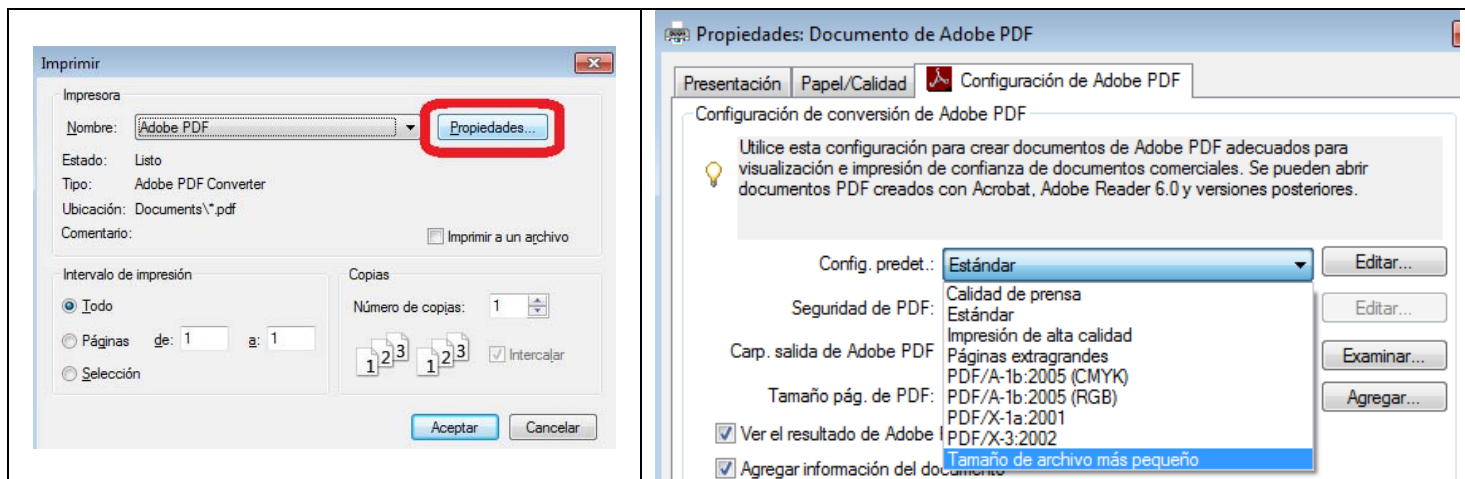 Imprimir
Impresora
Nombre: Adobe PDF Propiedades...
Estado: Listo
Tipo: Adobe PDF Converter
Ubicación: Documents\*.pdf
Comentario: Imprimir a un archivo
Intervalo de impresión
Todo
Páginas de: 1 a: 1
Selección
Copias
Número de copias: 1
1 2 3 1 2 3 Intercalar
Aceptar Cancelar
Propiedades: Documento de Adobe PDF
Presentación Papel/Calidad Configuración de Adobe PDF
Configuración de conversión de Adobe PDF
Utilice esta configuración para crear documentos de Adobe PDF adecuados para
visualización e impresión de confianza de documentos comerciales. Se pueden abrir
documentos PDF creados con Acrobat, Adobe Reader 6.0 y versiones posteriores.
Config. predet.: Estándar Editar...
Calidad de prensa
Seguridad de PDF: Estándar Editar...
Impresión de alta calidad
Carp. salida de Adobe PDF Páginas extragrandes Examinar...
PDF/A-1b:2005 (CMYK)
Tamaño pág. de PDF: PDF/A-1b:2005 (RGB) Agregar...
PDF/X-1a:2001
Ver el resultado de Adobe PDF/X-3:2002
Tamaño de archivo más pequeño
Agregar información del documento